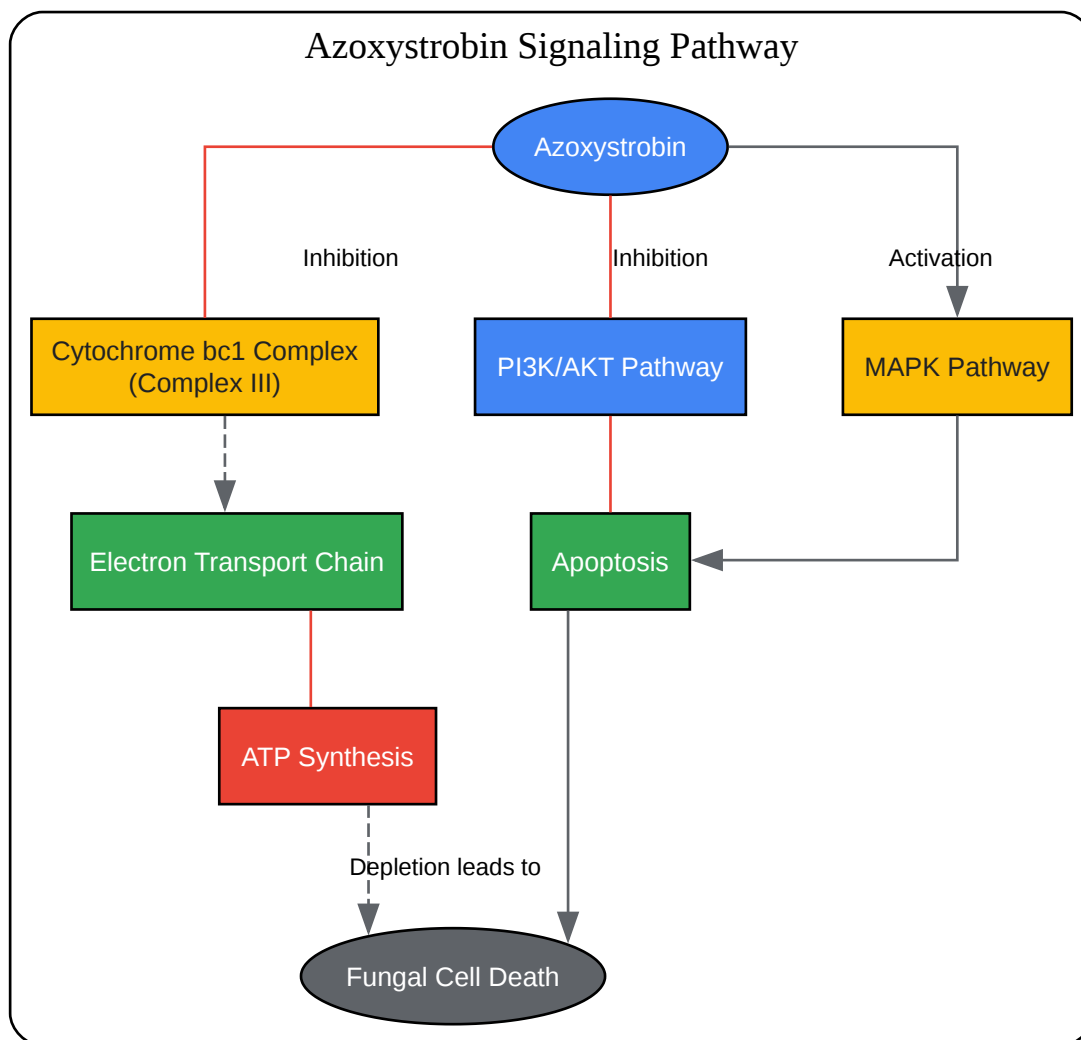 Azoxystrobin Signaling Pathway
Azoxystrobin
Inhibition
Inhibition
Activation
Cytochrome bc1 Complex
(Complex III)
PI3K/AKT Pathway
MAPK Pathway
Electron Transport Chain
Apoptosis
ATP Synthesis
Depletion leads to
Fungal Cell Death